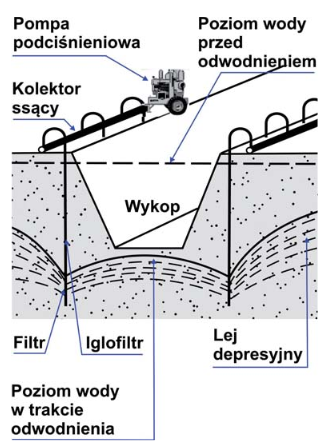 Pompa
podciśnieniowa
Poziom wody
przed
odwodnieniem
Kolektor
ssący
Wykop
Filtr
Iglofiltr
Lej
depresyjny
Poziom wody
w trakcie
odwodnienia